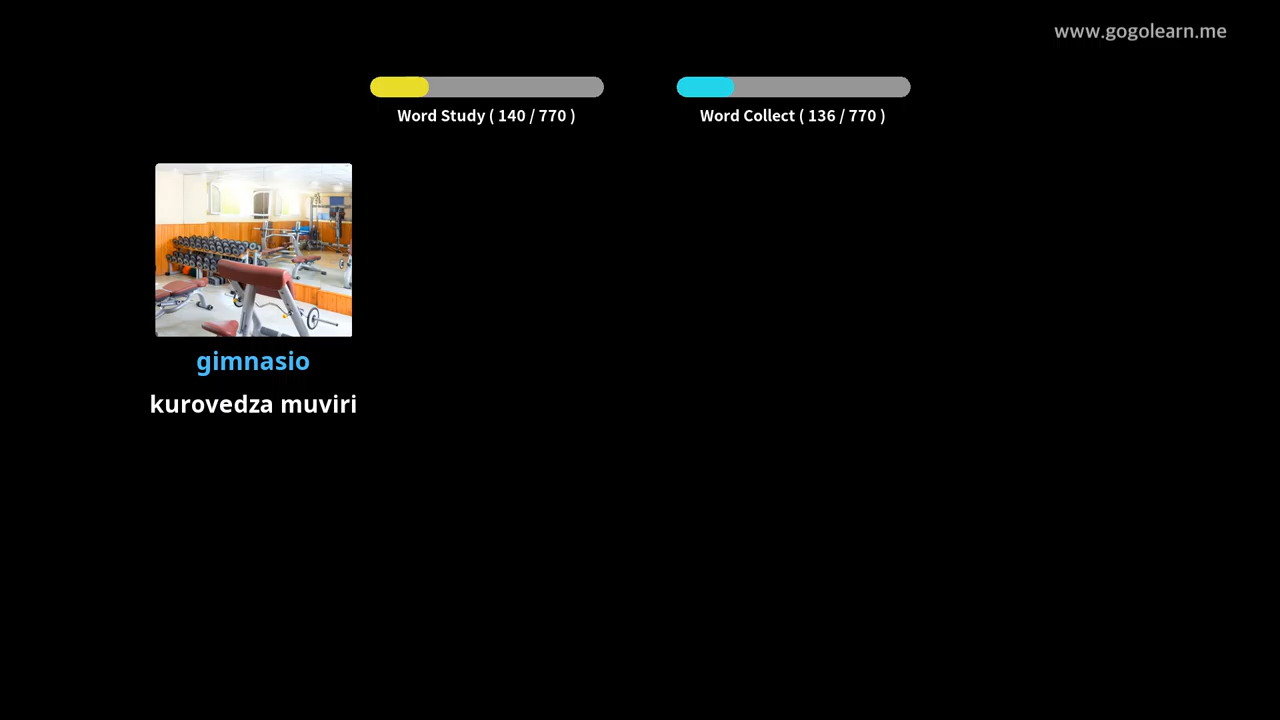 www.gogolearn.me
Word Study ( 140 / 770 )
Word Collect ( 136 / 770 )
gimnasio
kurovedza muviri